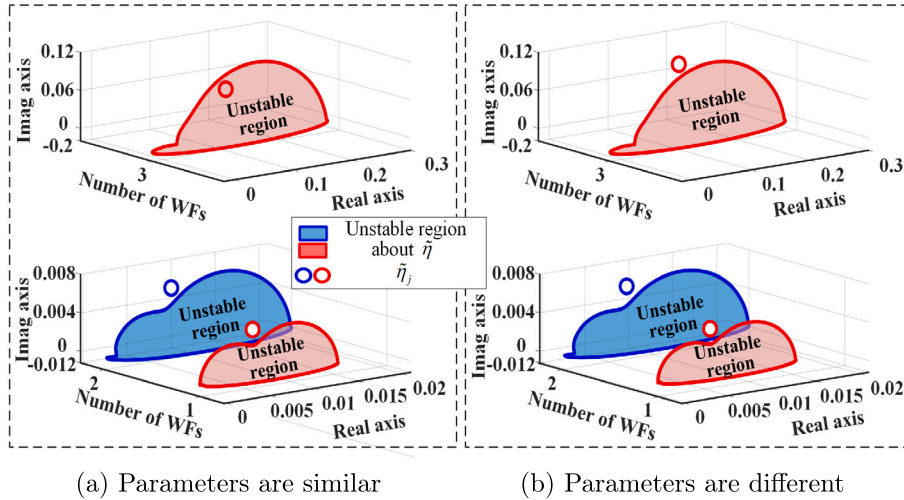 0.12
0.06
0
-0.2
Imag axis
3
Number of WFs
0
0.1
0.2
0.3
Real axis
Unstable
region
0.12
0.06
0
-0.2
Imag axis
3
Number of WFs
0
0.1
0.2
0.3
Real axis
Unstable
region
Unstable region
about η̃
η̃_j
0.008
0.004
0
-0.012
Imag axis
2
1
Number of WFs
0
0.005
0.01
0.015
0.02
Real axis
Unstable
region
Unstable
region
0.008
0.004
0
-0.012
Imag axis
2
1
Number of WFs
0
0.005
0.01
0.015
0.02
Real axis
Unstable
region
Unstable
region
(a) Parameters are similar
(b) Parameters are different